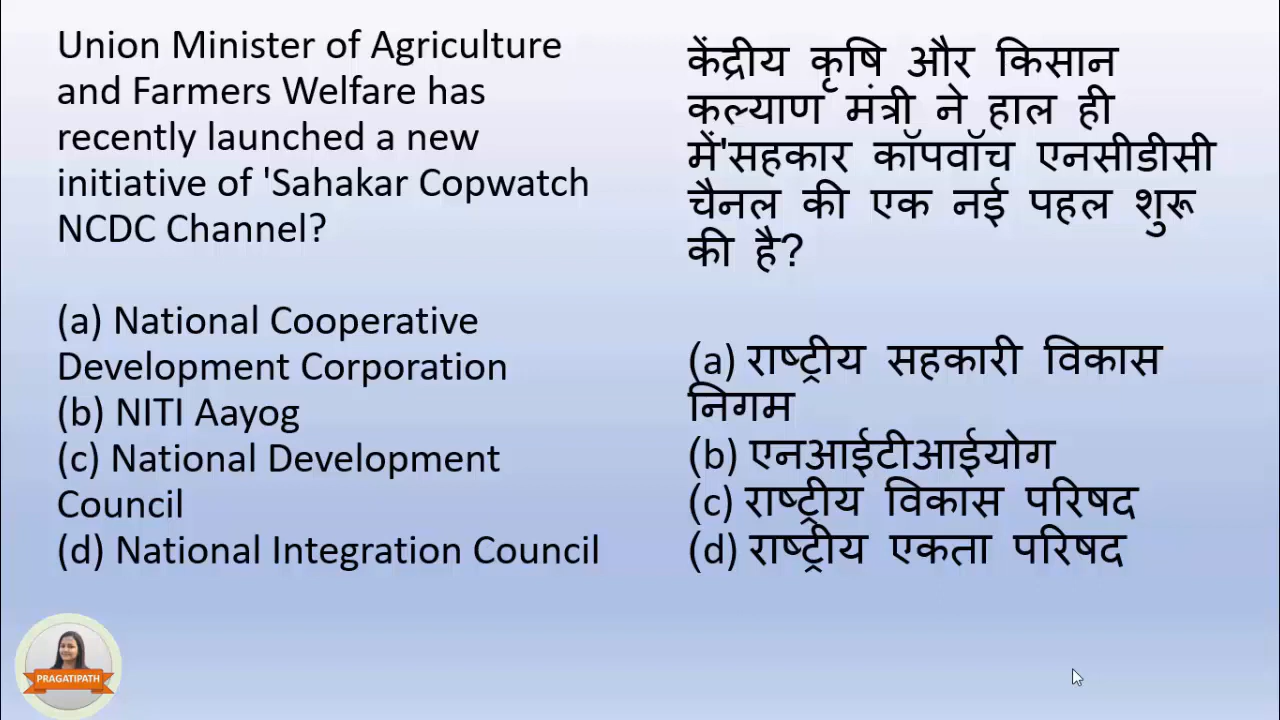 Union Minister of Agriculture
and Farmers Welfare has
recently launched a new
initiative of 'Sahakar Copwatch
NCDC Channel?
(a) National Cooperative
Development Corporation
(b) NITI Aayog
(c) National Development
Council
(d) National Integration Council
केंद्रीय कृषि और किसान
कल्याण मंत्री ने हाल ही
में'सहकार कॉपवॉच एनसीडीसी
चैनल की एक नई पहल शुरू
की है?
(a) राष्ट्रीय सहकारी विकास
निगम
(b) एनआईटीआईयोग
(c) राष्ट्रीय विकास परिषद
(d) राष्ट्रीय एकता परिषद
PRAGATIPATH